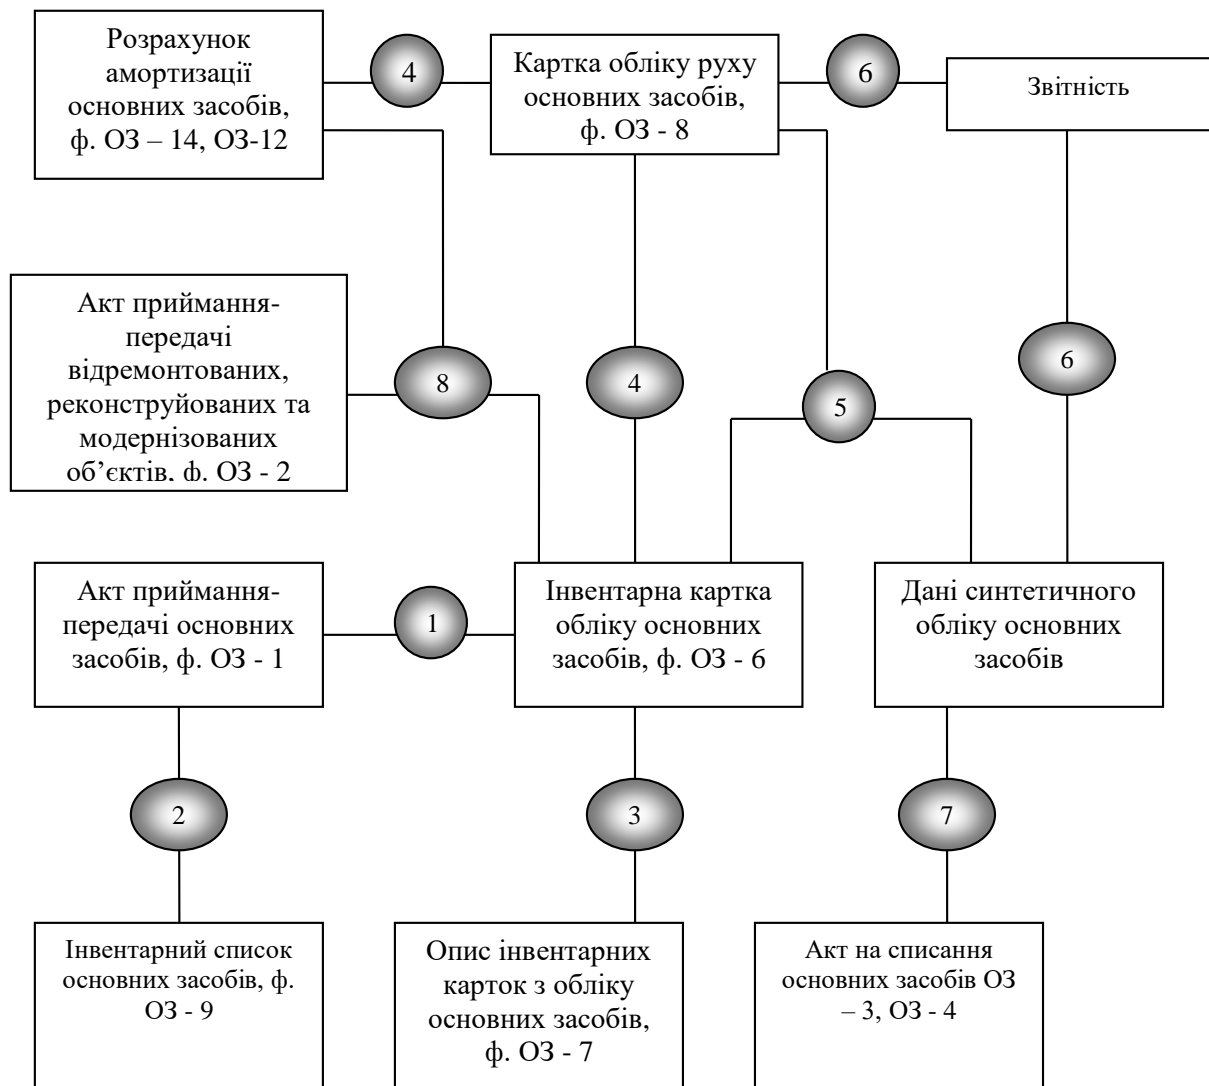 Розрахунок
амортизації
основних засобів,
ф. ОЗ – 14, ОЗ-12
4
Картка обліку руху
основних засобів,
ф. ОЗ - 8
6
Звітність
Акт приймання-
передачі
відремонтованих,
реконструйованих та
модернізованих
об’єктів, ф. ОЗ - 2
8
4
5
6
Акт приймання-
передачі основних
засобів, ф. ОЗ - 1
1
Інвентарна картка
обліку основних
засобів, ф. ОЗ - 6
Дані синтетичного
обліку основних
засобів
2
3
7
Інвентарний список
основних засобів, ф.
ОЗ - 9
Опис інвентарних
карток з обліку
основних засобів,
ф. ОЗ - 7
Акт на списання
основних засобів ОЗ
– 3, ОЗ - 4